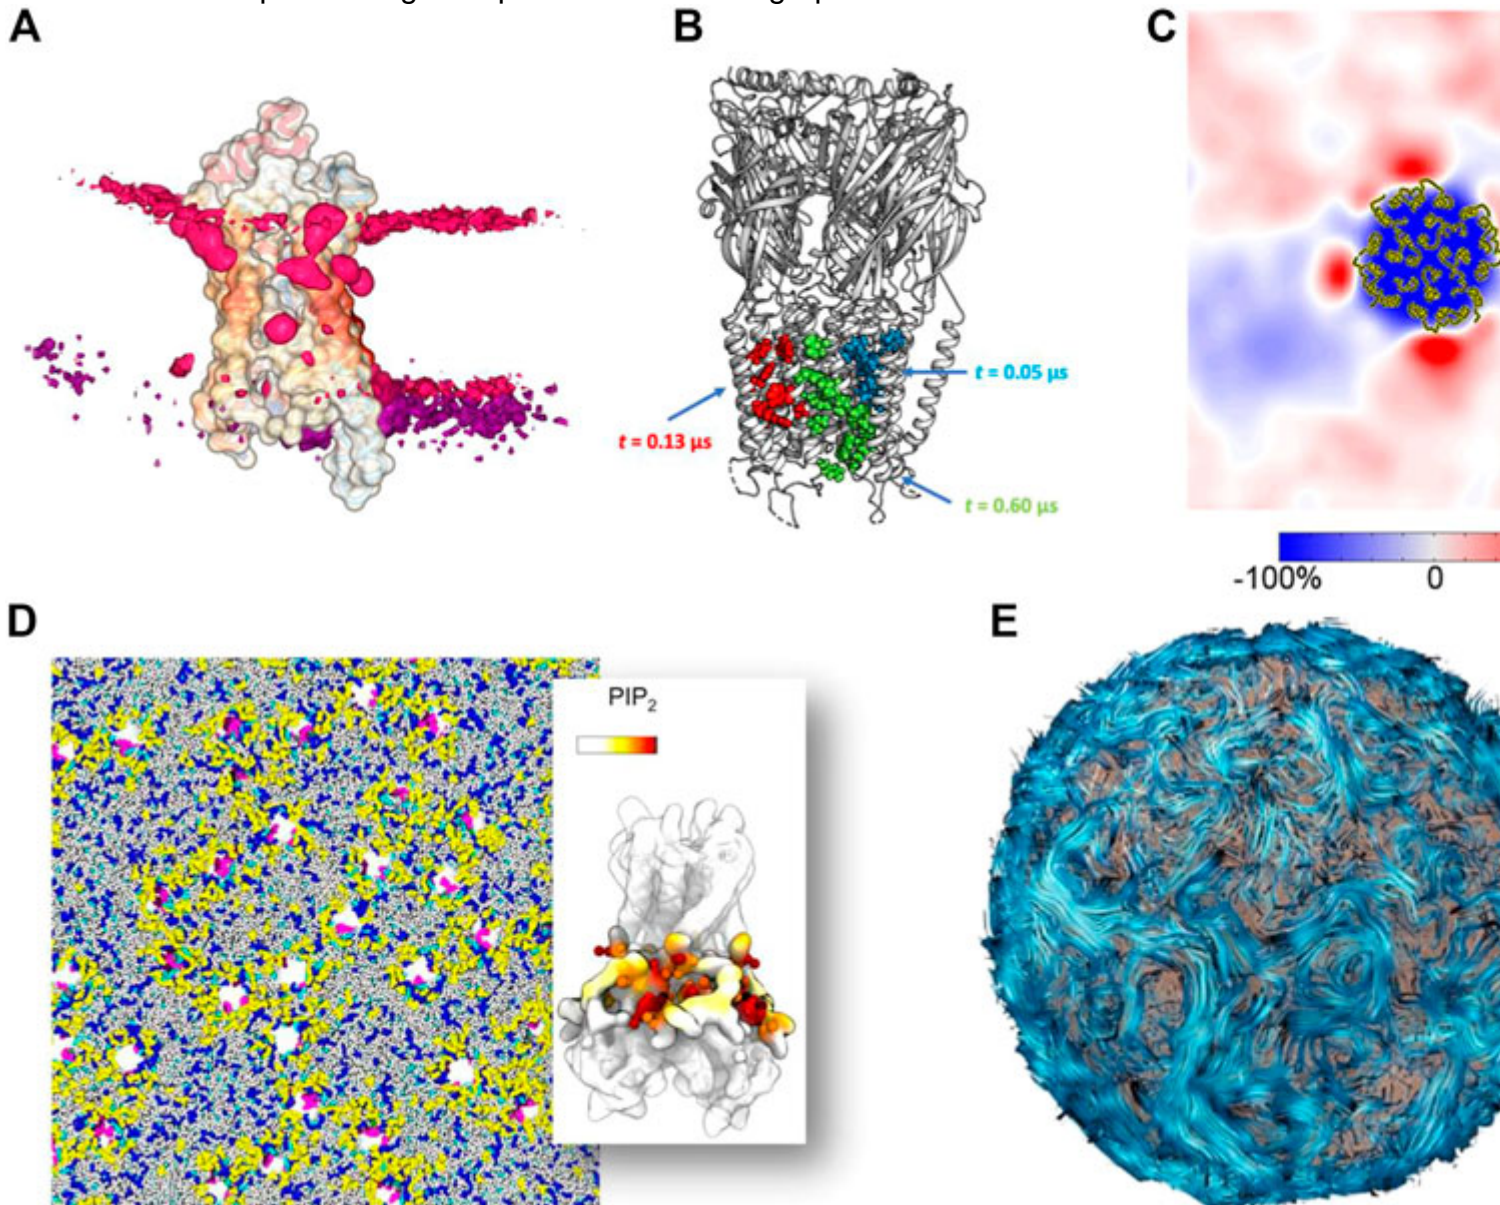 A
B
C
t = 0.05 µs
t = 0.13 µs
t = 0.60 µs
-100%
0
D
E
PIP₂